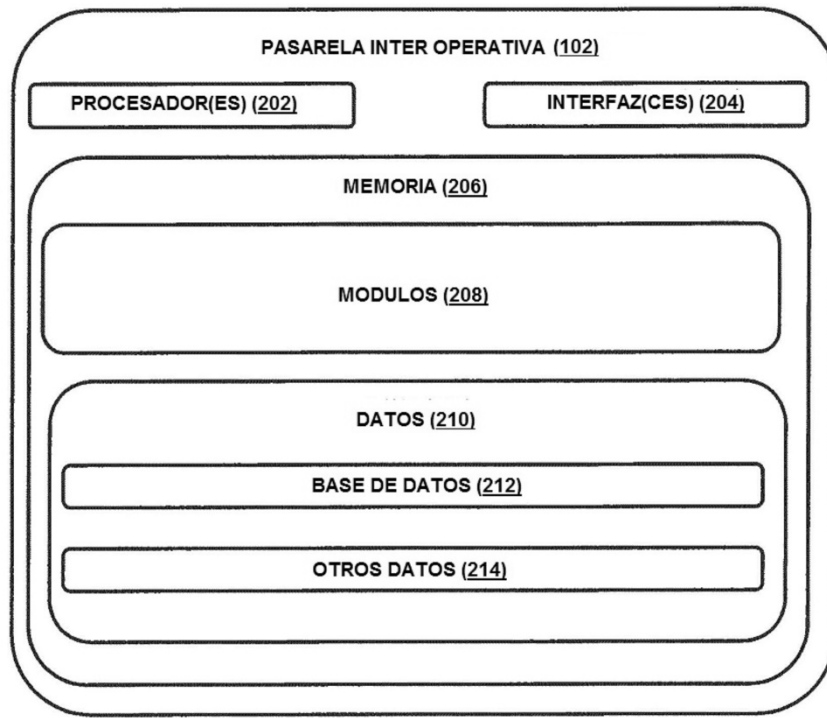 PASARELA INTER OPERATIVA (102)
PROCESADOR(ES) (202)
INTERFAZ(CES) (204)
MEMORIA (206)
MODULOS (208)
DATOS (210)
BASE DE DATOS (212)
OTROS DATOS (214)